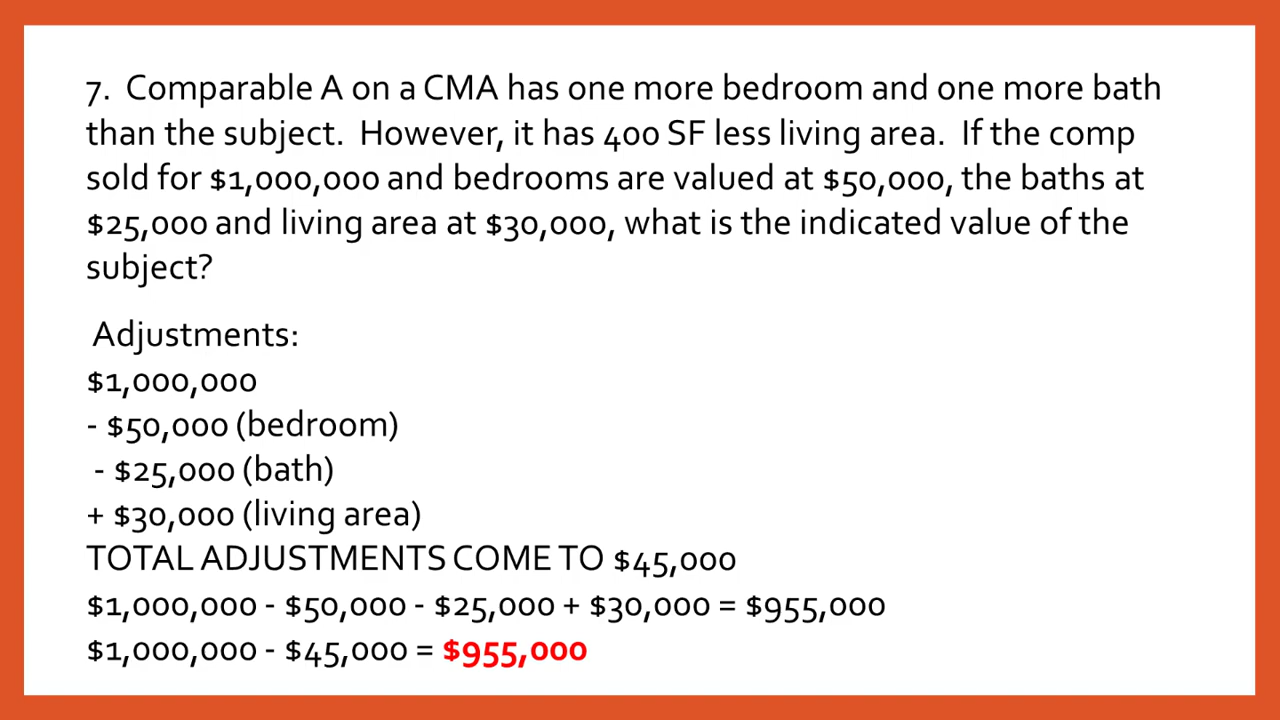 7.  Comparable A on a CMA has one more bedroom and one more bath
than the subject.  However, it has 400 SF less living area.  If the comp
sold for $1,000,000 and bedrooms are valued at $50,000, the baths at
$25,000 and living area at $30,000, what is the indicated value of the
subject?
Adjustments:
$1,000,000
- $50,000 (bedroom)
- $25,000 (bath)
+ $30,000 (living area)
TOTAL ADJUSTMENTS COME TO $45,000
$1,000,000 - $50,000 - $25,000 + $30,000 = $955,000
$1,000,000 - $45,000 = $955,000